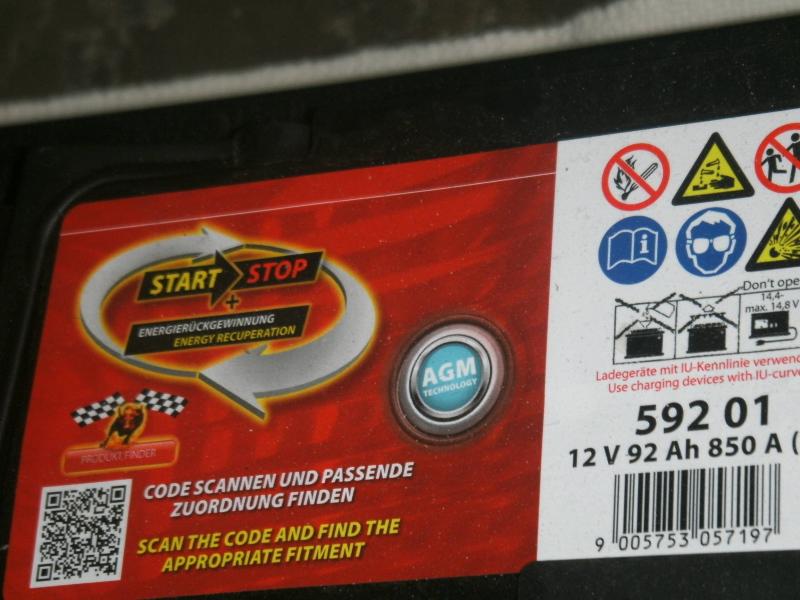 START STOP
+
ENERGIERÜCKGEWINNUNG
ENERGY RECUPERATION
AGM
TECHNOLOGY
PRODUKT FINDER
CODE SCANNEN UND PASSENDE
ZUORDNUNG FINDEN
SCAN THE CODE AND FIND THE
APPROPRIATE FITMENT
i
Don't ope
14,4-
max. 14,8 V
Ladegeräte mit IU-Kennlinie verwend
Use charging devices with IU-curve
592 01
12 V 92 Ah 850 A (
9 005753 057197